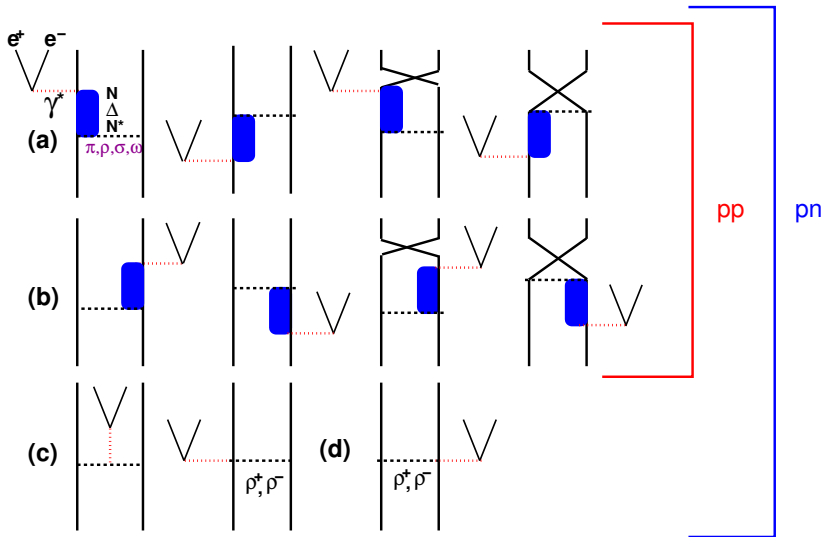 e⁺ e⁻
γ* N
Δ
N*
(a)
π,ρ,σ,ω
pp pn
(b)
(c) (d)
ρ⁺,ρ⁻ ρ⁺,ρ⁻